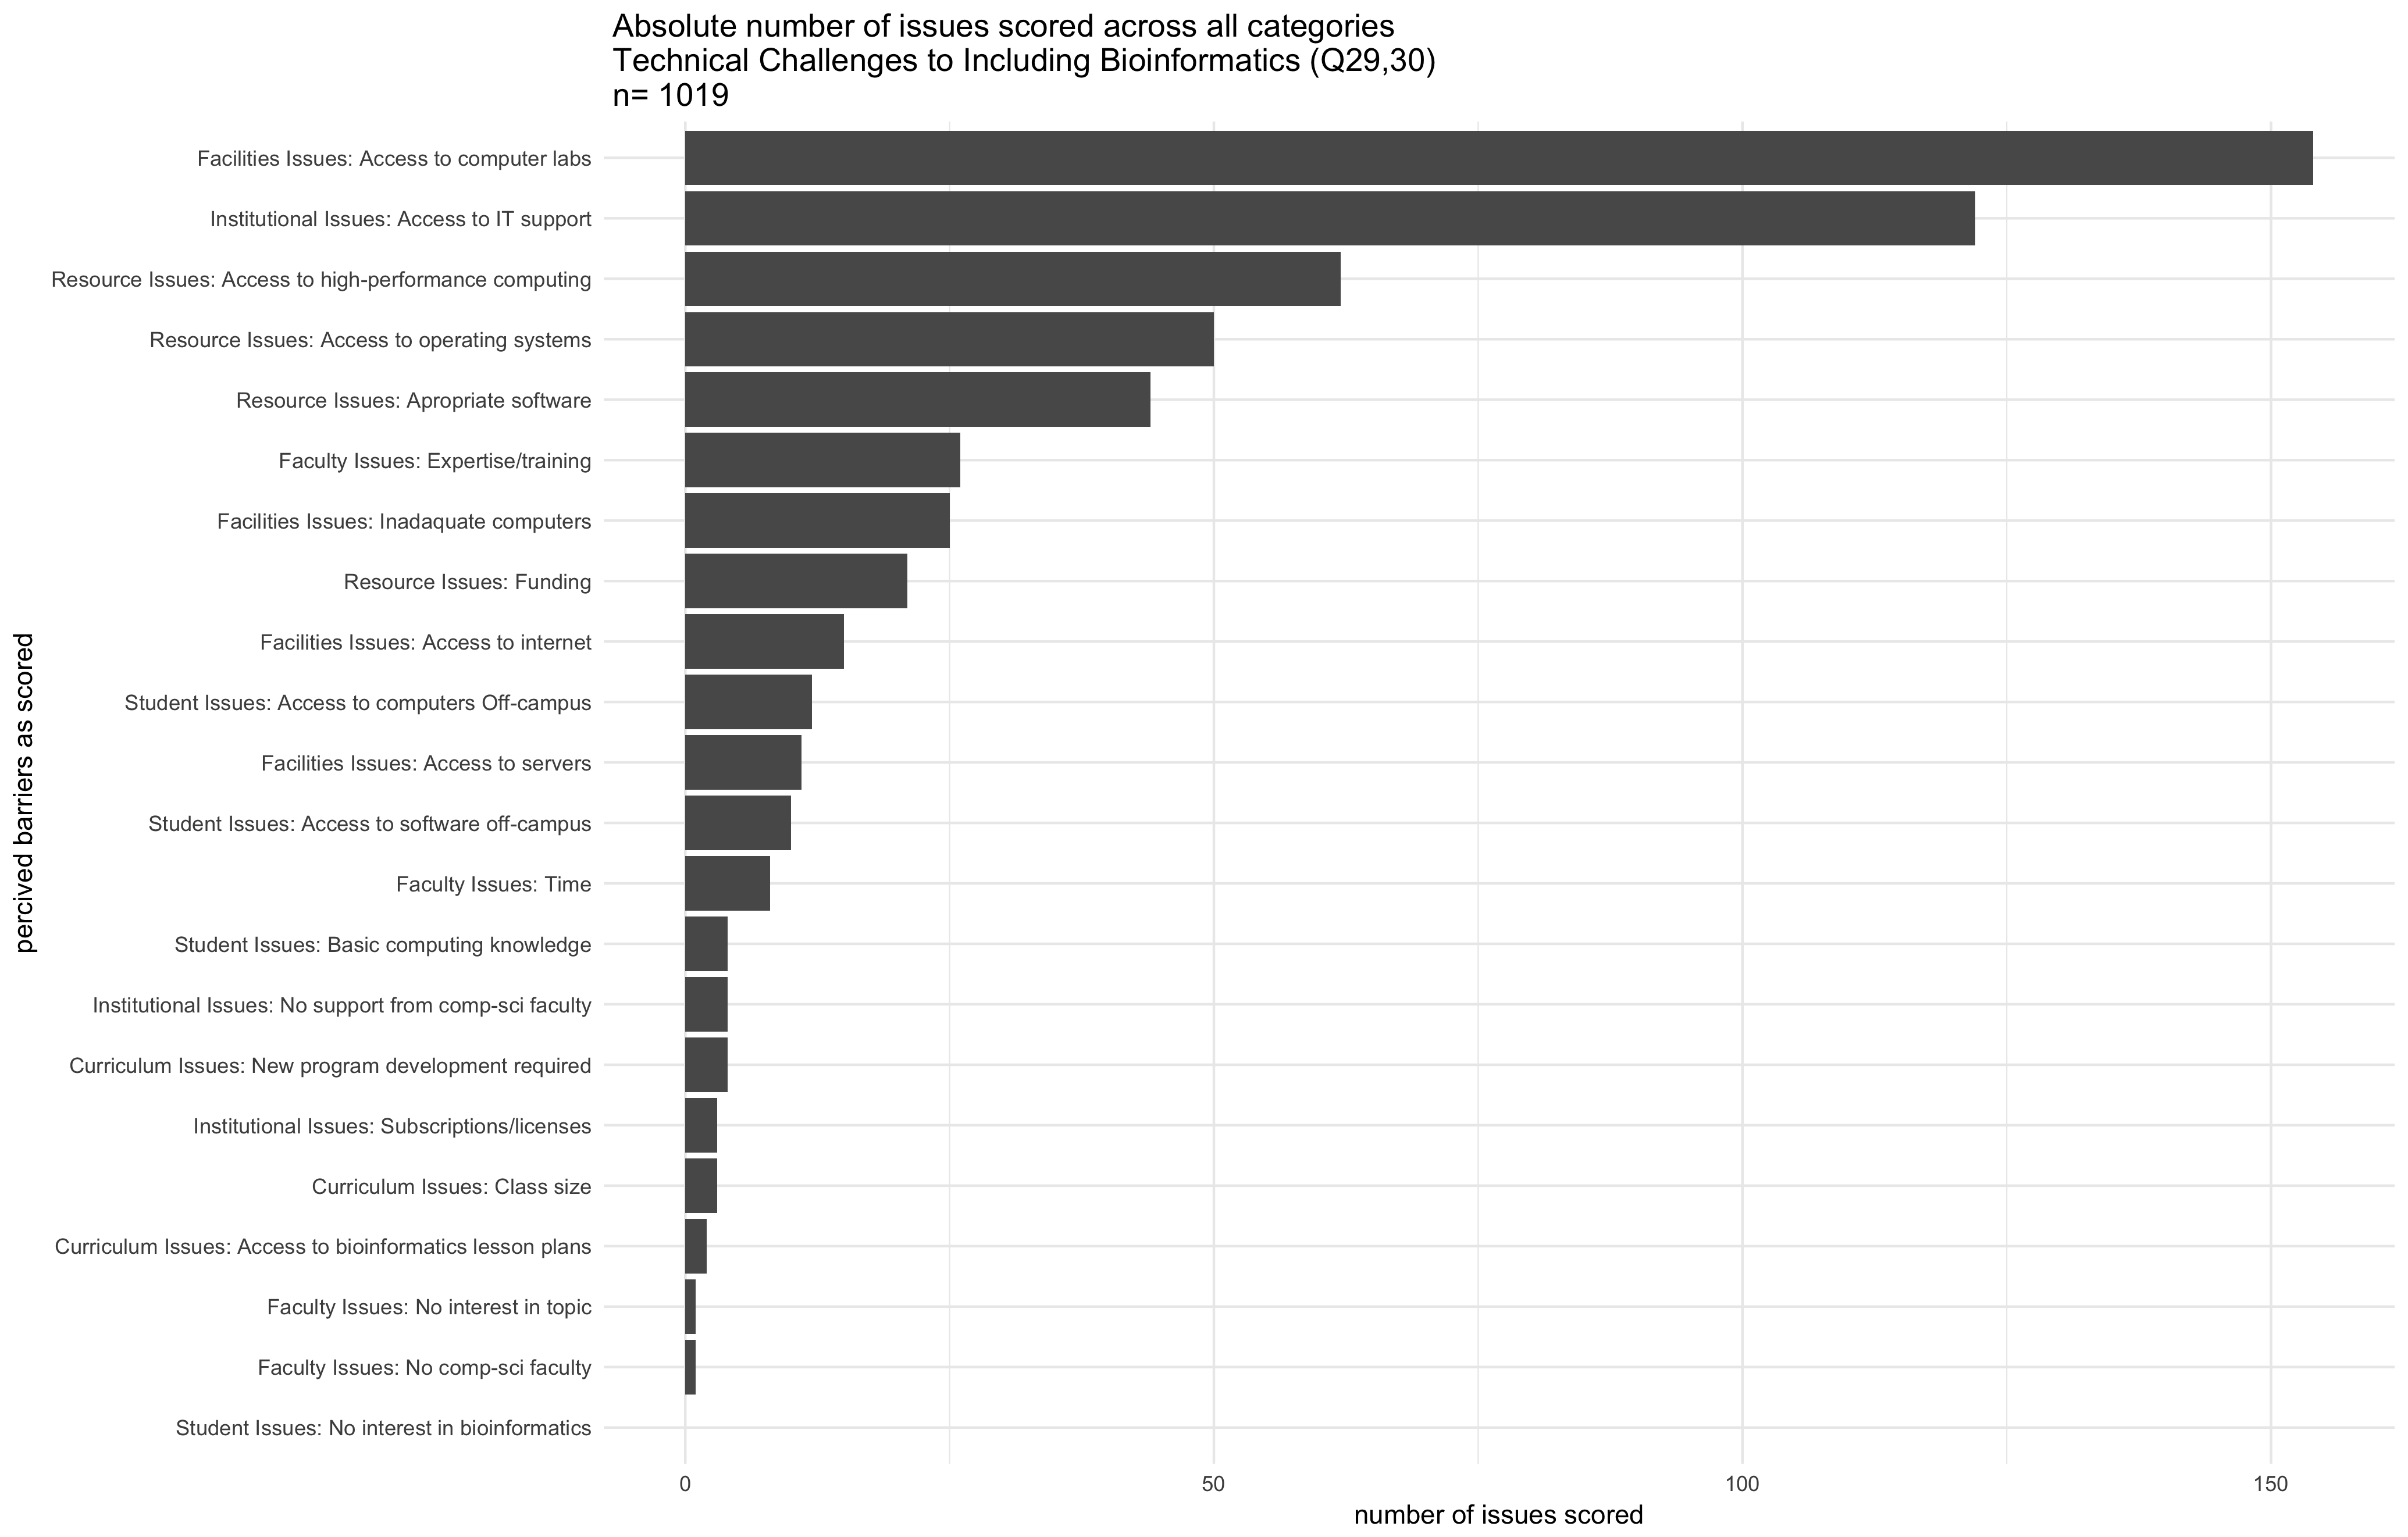 Absolute number of issues scored across all categories
Technical Challenges to Including Bioinformatics (Q29,30)
n= 1019
Facilities Issues: Access to computer labs
Institutional Issues: Access to IT support
Resource Issues: Access to high-performance computing
Resource Issues: Access to operating systems
Resource Issues: Apropriate software
Faculty Issues: Expertise/training
Facilities Issues: Inadaquate computers
Resource Issues: Funding
Facilities Issues: Access to internet
Student Issues: Access to computers Off-campus
Facilities Issues: Access to servers
Student Issues: Access to software off-campus
Faculty Issues: Time
Student Issues: Basic computing knowledge
Institutional Issues: No support from comp-sci faculty
Curriculum Issues: New program development required
Institutional Issues: Subscriptions/licenses
Curriculum Issues: Class size
Curriculum Issues: Access to bioinformatics lesson plans
Faculty Issues: No interest in topic
Faculty Issues: No comp-sci faculty
Student Issues: No interest in bioinformatics
percived barriers as scored
0 50 100 150
number of issues scored